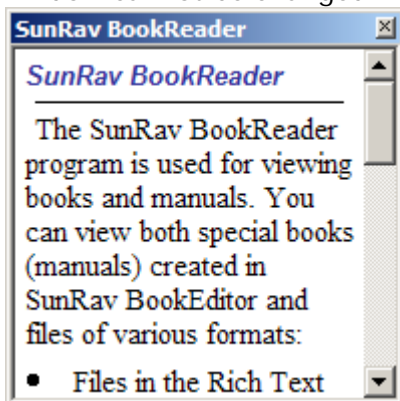 SunRav BookReader
SunRav BookReader
The SunRav BookReader
program is used for viewing
books and manuals. You
can view both special books
(manuals) created in
SunRav BookEditor and
files of various formats:
• Files in the Rich Text